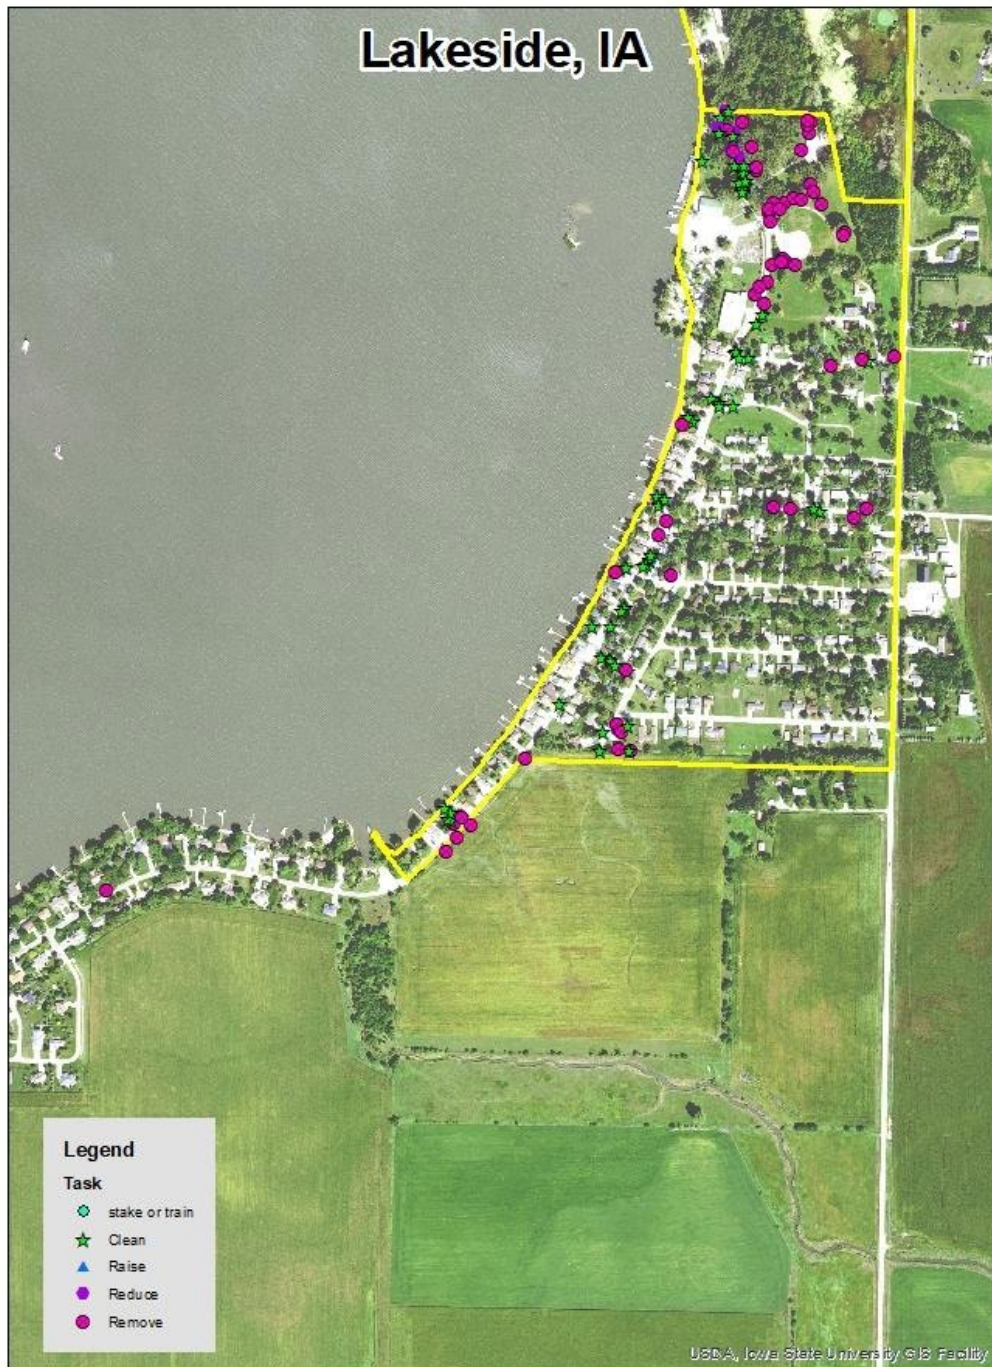 Lakeside, IA
Legend
Task
stake or train
Clean
Raise
Reduce
Remove
USDA, Iowa State University GIS Facility